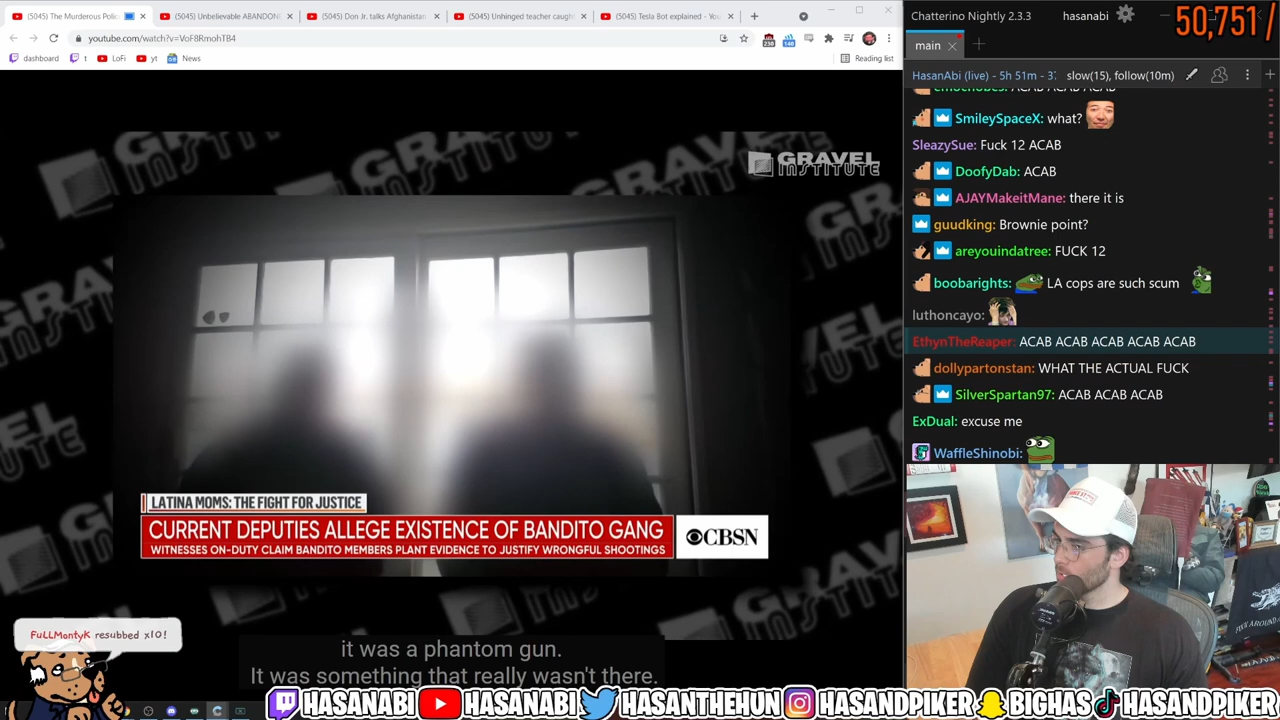 (5045) The Murderous Polic
(5045) Unbelievable ABANDON
(5045) Don Jr. talks Afghanistan
(5045) Unhinged teacher caught
(5045) Tesla Bot explained - You
youtube.com/watch?v=VoF8RmohTB4
dashboard
t
LoFi
yt
News
Reading list
GRAVEL
INSTITUTE
LATINA MOMS: THE FIGHT FOR JUSTICE
CURRENT DEPUTIES ALLEGE EXISTENCE OF BANDITO GANG
WITNESSES ON-DUTY CLAIM BANDITO MEMBERS PLANT EVIDENCE TO JUSTIFY WRONGFUL SHOOTINGS
CBSN
it was a phantom gun.
It was something that really wasn't there.
FuLLMontyK resubbed x10!
Chatterino Nightly 2.3.3
hasanabi
50,751 /
main
HasanAbi (live) - 5h 51m - 3
slow(15), follow(10m)
SmileySpaceX: what?
SleazySue: Fuck 12 ACAB
DoofyDab: ACAB
AJAYMakeitMane: there it is
guudking: Brownie point?
areyouindatree: FUCK 12
boobarights: LA cops are such scum
luthoncayo:
EthynTheReaper: ACAB ACAB ACAB ACAB ACAB
dollypartonstan: WHAT THE ACTUAL FUCK
SilverSpartan97: ACAB ACAB ACAB
ExDual: excuse me
WaffleShinobi:
HASANABI HASANABI HASANTHEHUN HASANDPIKER BIGHAS HASANDPIKER